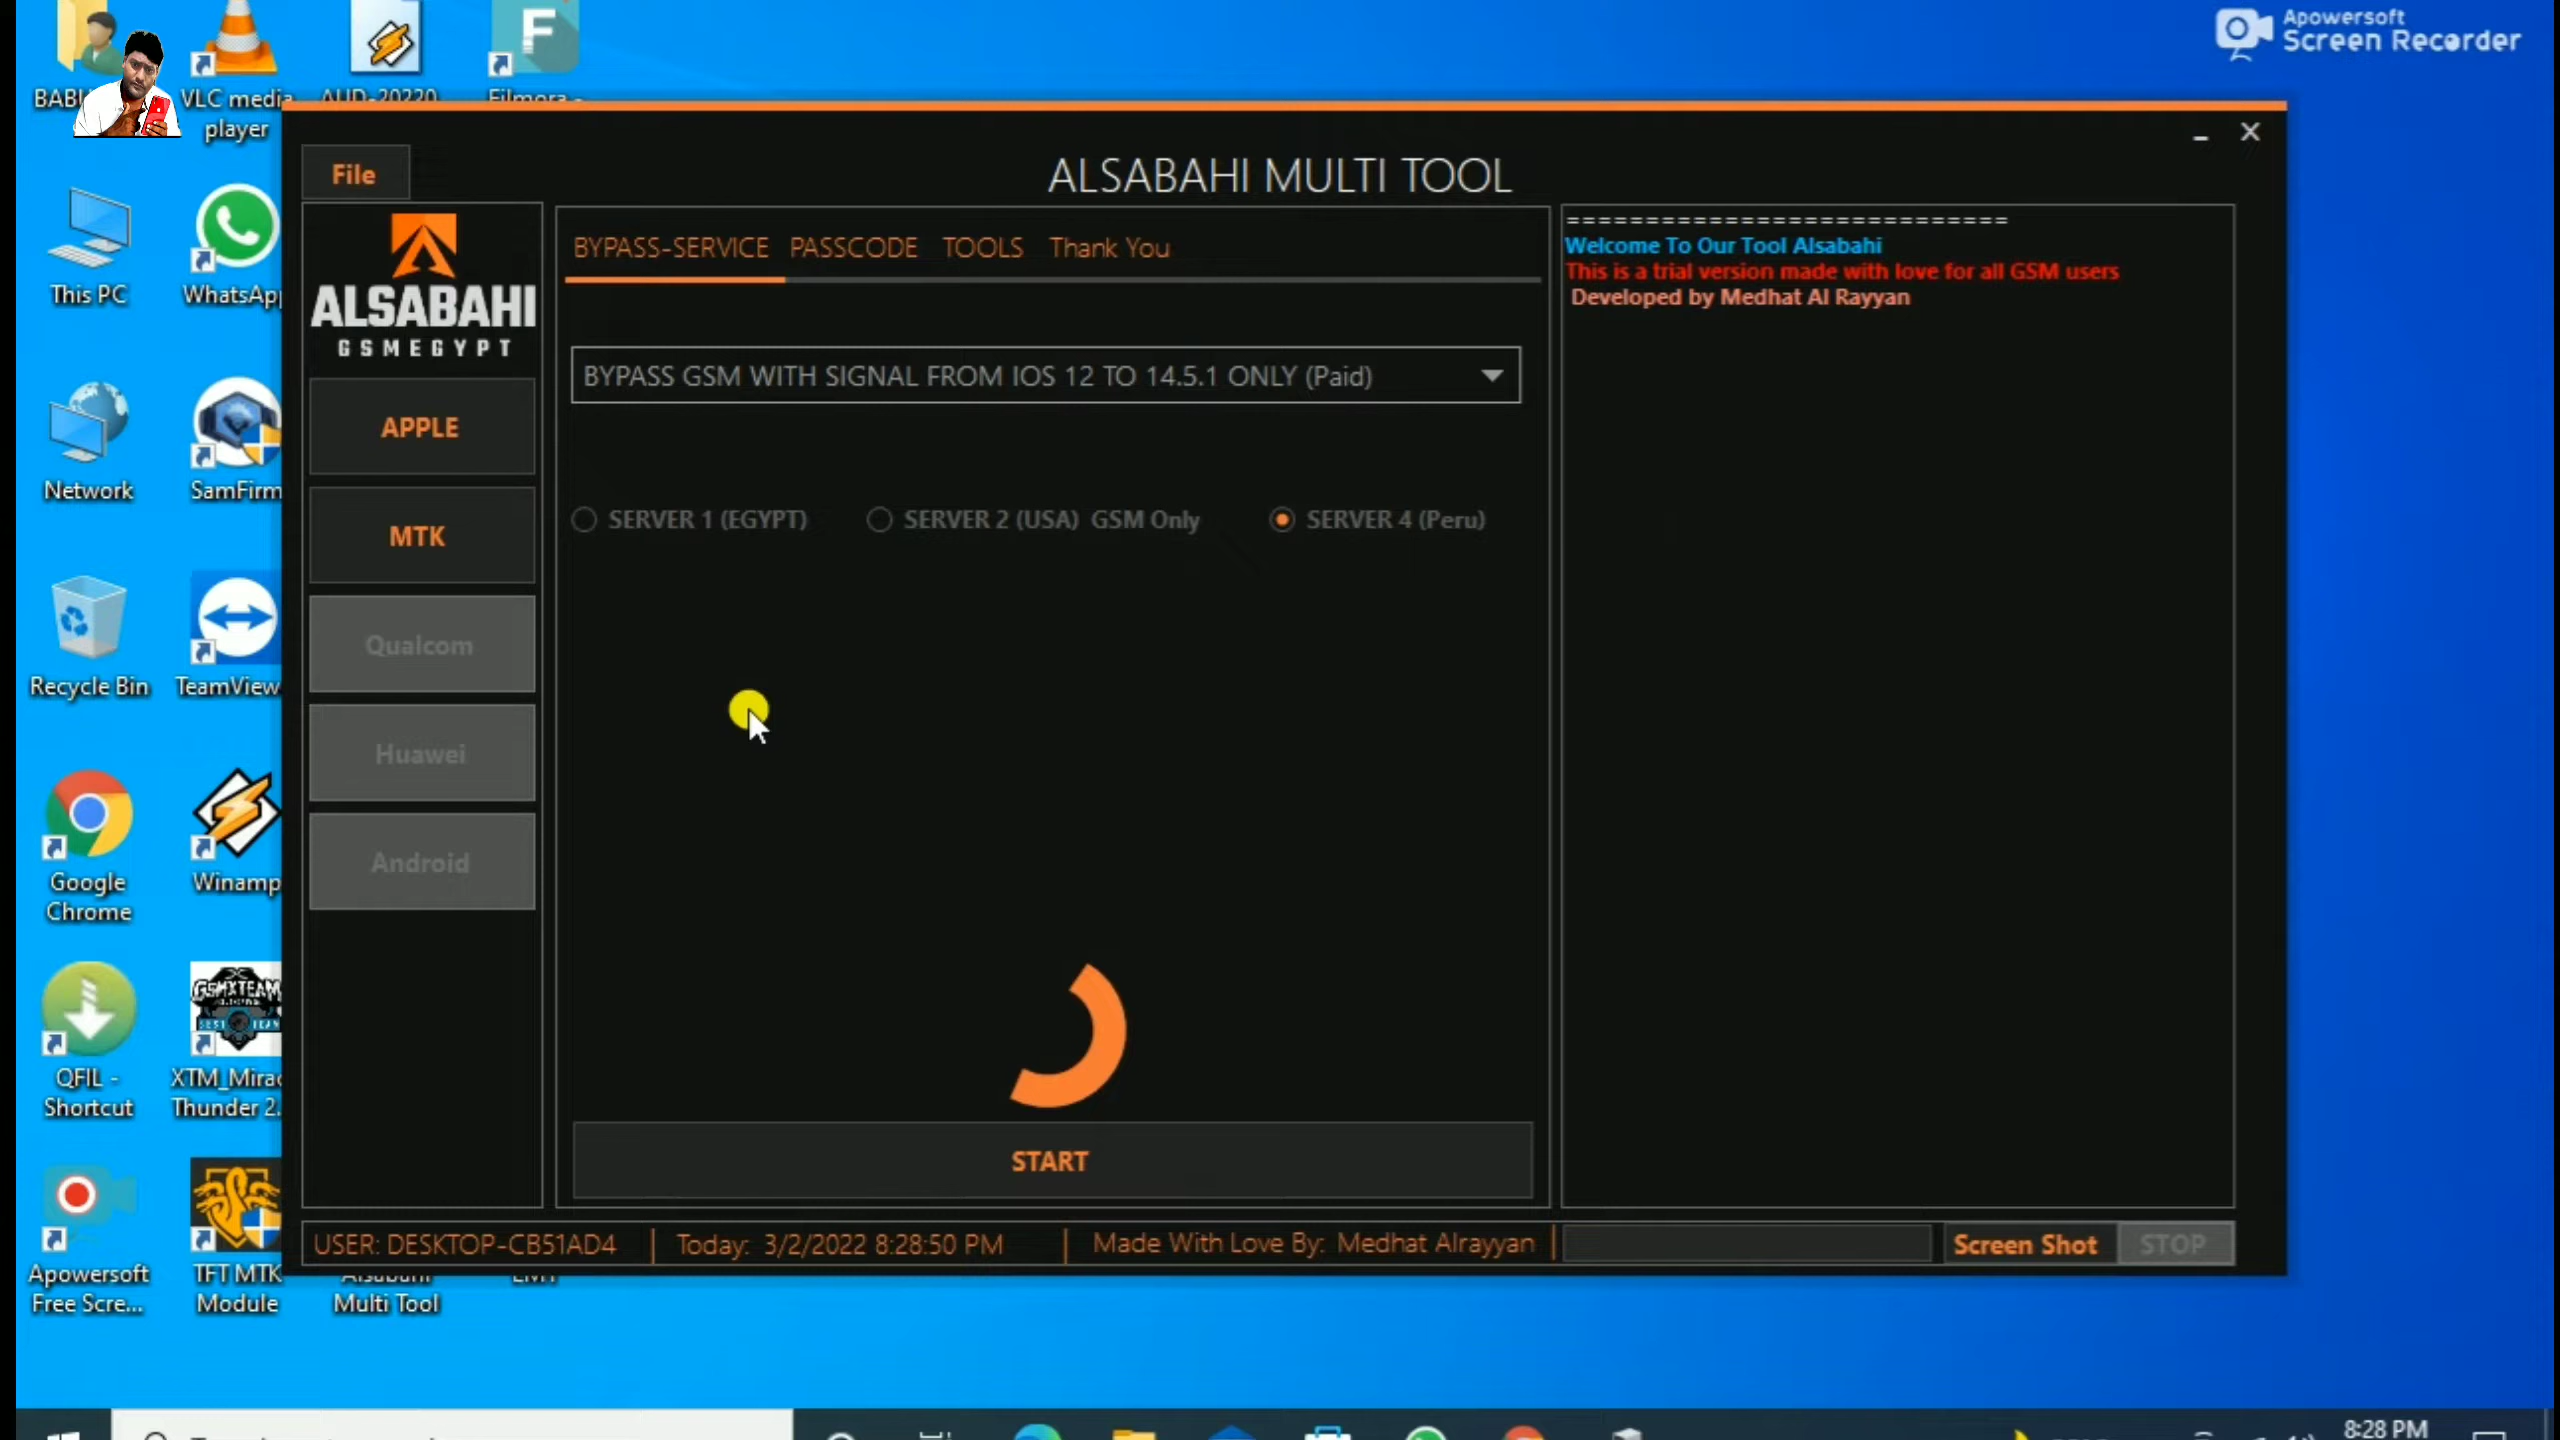 Apowersoft
Screen Recorder
VLC media
player
This PC
WhatsApp
Network
SamFirm
Recycle Bin
TeamView
Google
Chrome
Winamp
QFIL -
Shortcut
XTM_Mirac
Thunder 2.
Apowersoft
Free Scre...
TFT MTK
Module
Alsabahi
Multi Tool
File
ALSABAHI MULTI TOOL
ALSABAHI
GSMEGYPT
APPLE
MTK
Qualcom
Huawei
Android
BYPASS-SERVICE PASSCODE TOOLS Thank You
BYPASS GSM WITH SIGNAL FROM IOS 12 TO 14.5.1 ONLY (Paid)
SERVER 1 (EGYPT) SERVER 2 (USA) GSM Only SERVER 4 (Peru)
START
============================
Welcome To Our Tool Alsabahi
This is a trial version made with love for all GSM users
Developed by Medhat Al Rayyan
USER: DESKTOP-CB51AD4 | Today: 3/2/2022 8:28:50 PM | Made With Love By: Medhat Alrayyan |
Screen Shot STOP
8:28 PM